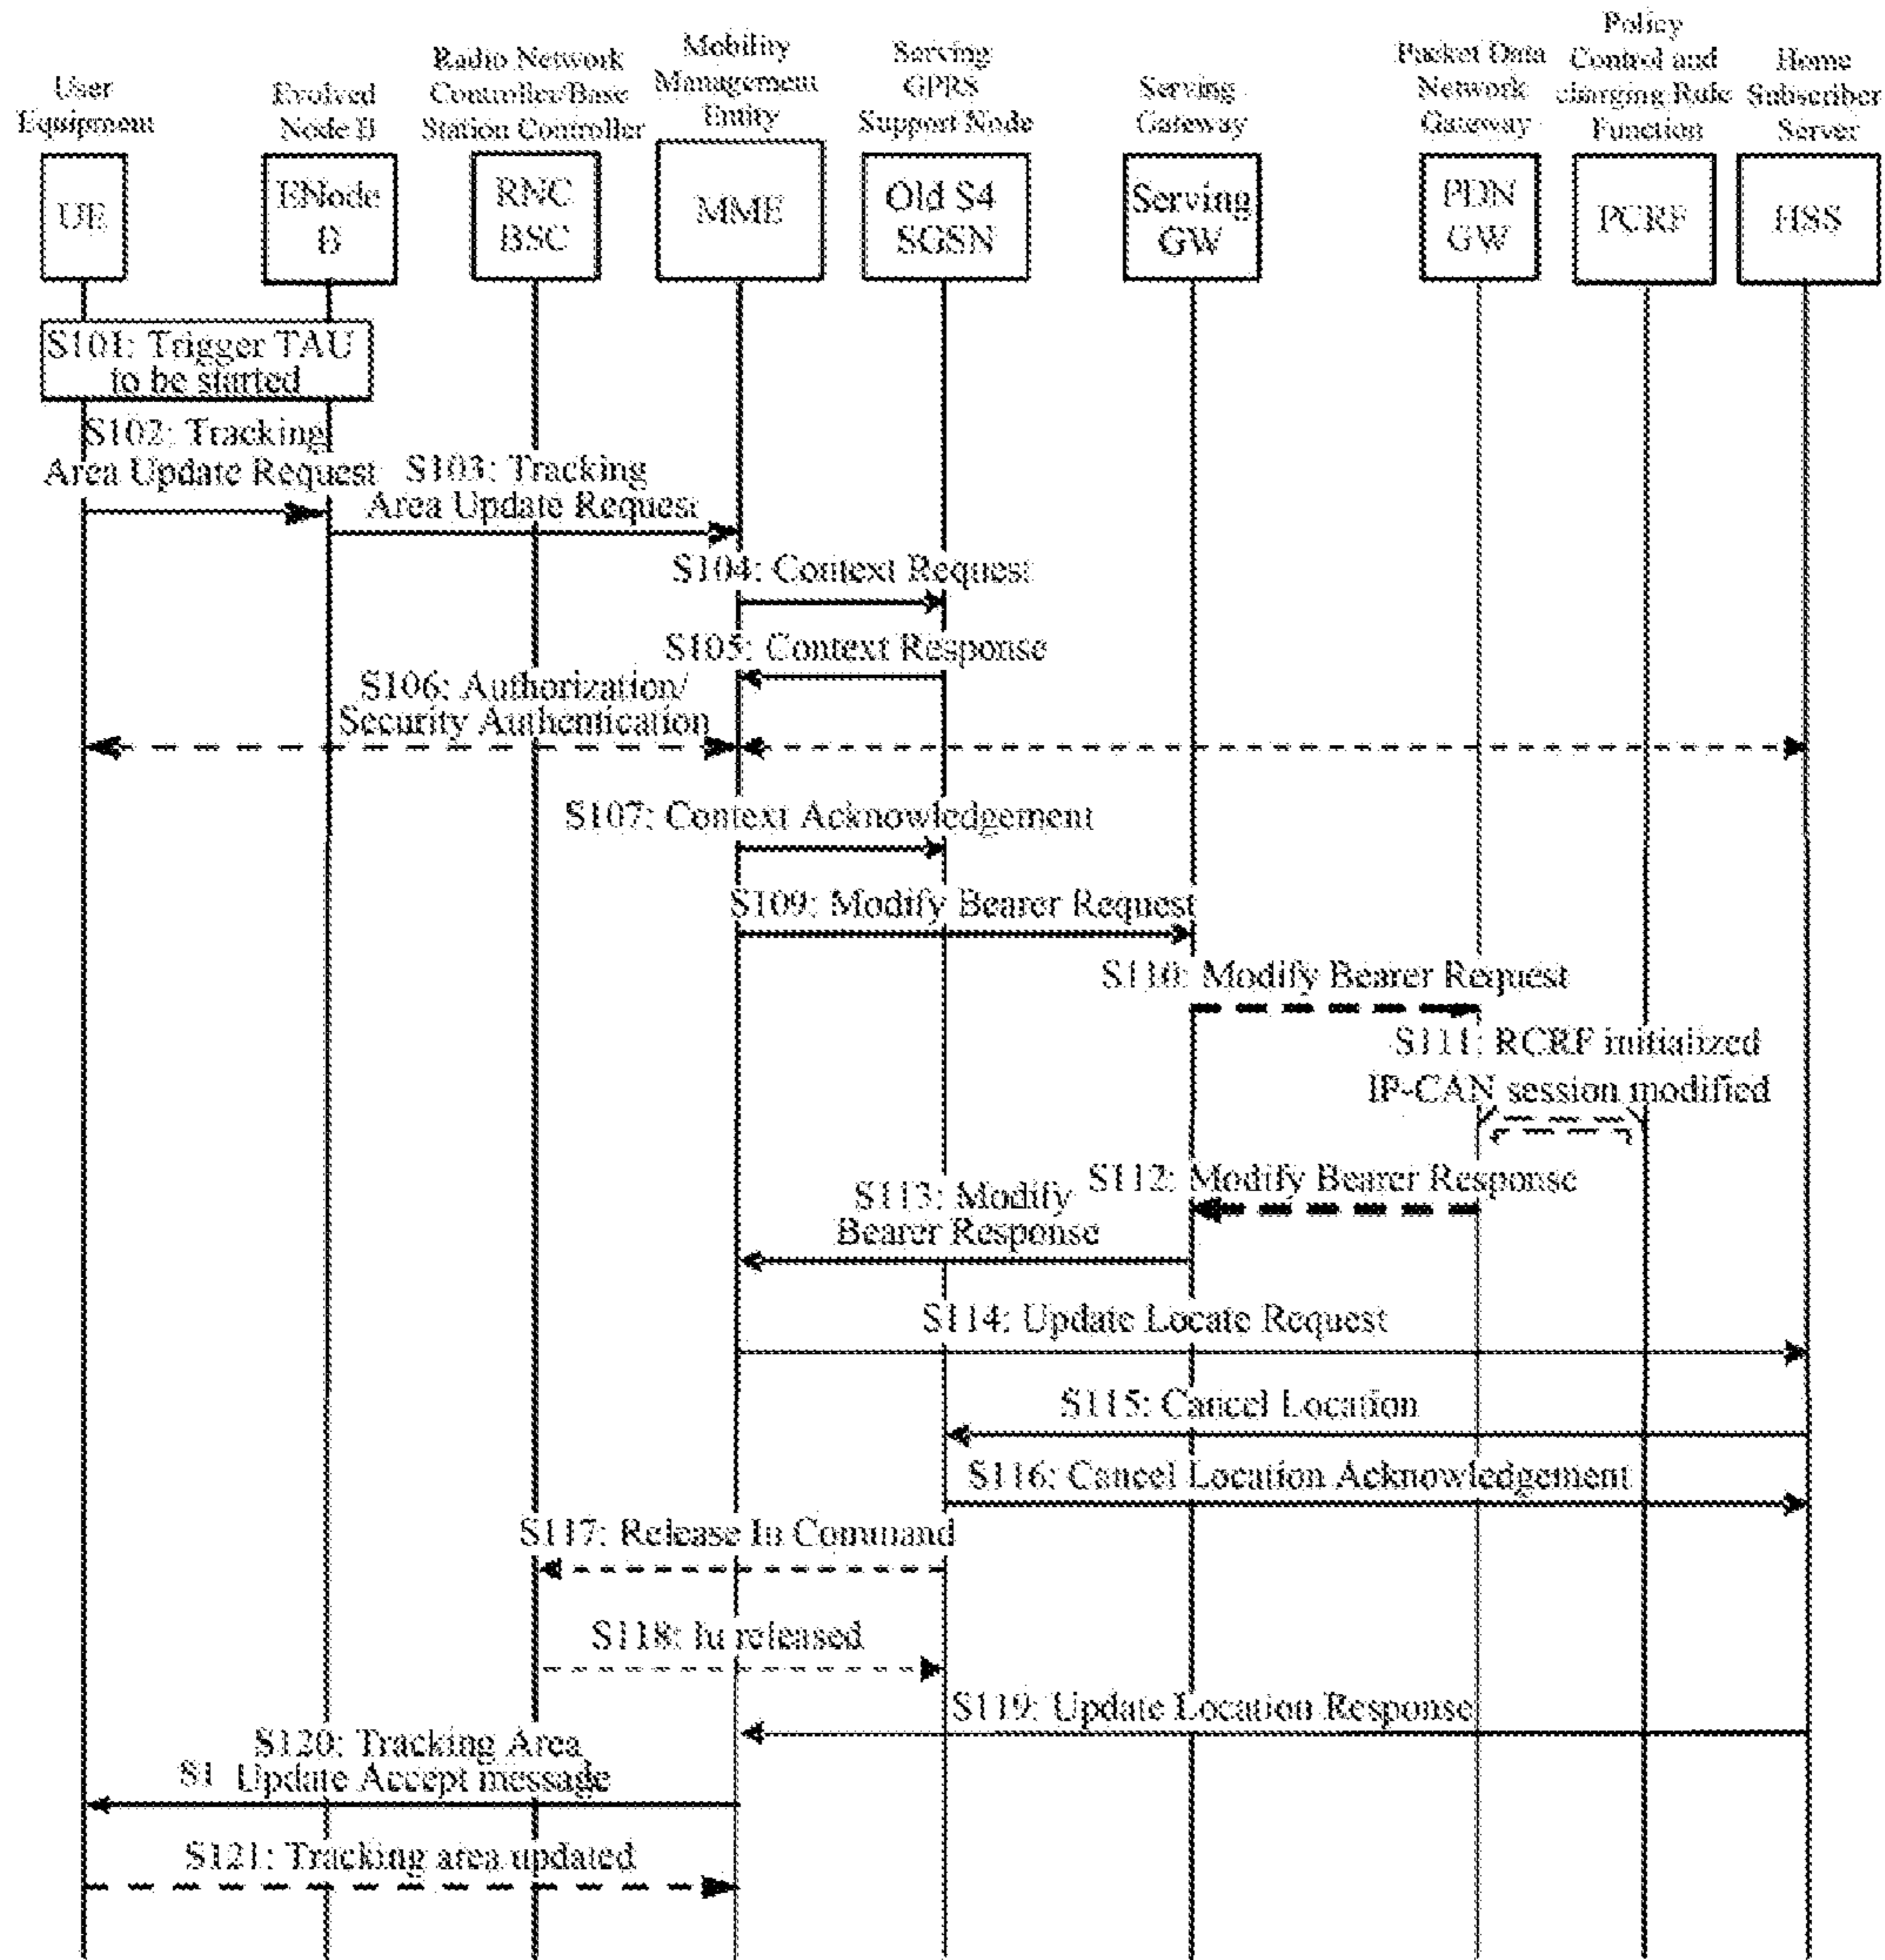 User
Equipment
Evolved
Node B
Radio Network
Controller/Base
Station Controller
Mobility
Management
Entity
Serving
GPRS
Support Node
Serving
Gateway
Packet Data
Network
Gateway
Policy
Control and
charging Rule
Function
Home
Subscriber
Server
UE
ENode
B
RNC
BSC
MME
Old S4
SGSN
Serving
GW
PDN
GW
PCRF
HSS
S101: Trigger TAU
to be started
S102: Tracking
Area Update Request
S103: Tracking
Area Update Request
S104: Context Request
S105: Context Response
S106: Authorization/
Security Authentication
S107: Context Acknowledgement
S109: Modify Bearer Request
S110: Modify Bearer Request
S111: RCRF initialized
IP-CAN session modified
S112: Modify Bearer Response
S113: Modify
Bearer Response
S114: Update Locate Request
S115: Cancel Location
S116: Cancel Location Acknowledgement
S117: Release Iu Command
S118: Iu released
S119: Update Location Response
S120: Tracking Area
S1 Update Accept message
S121: Tracking area updated